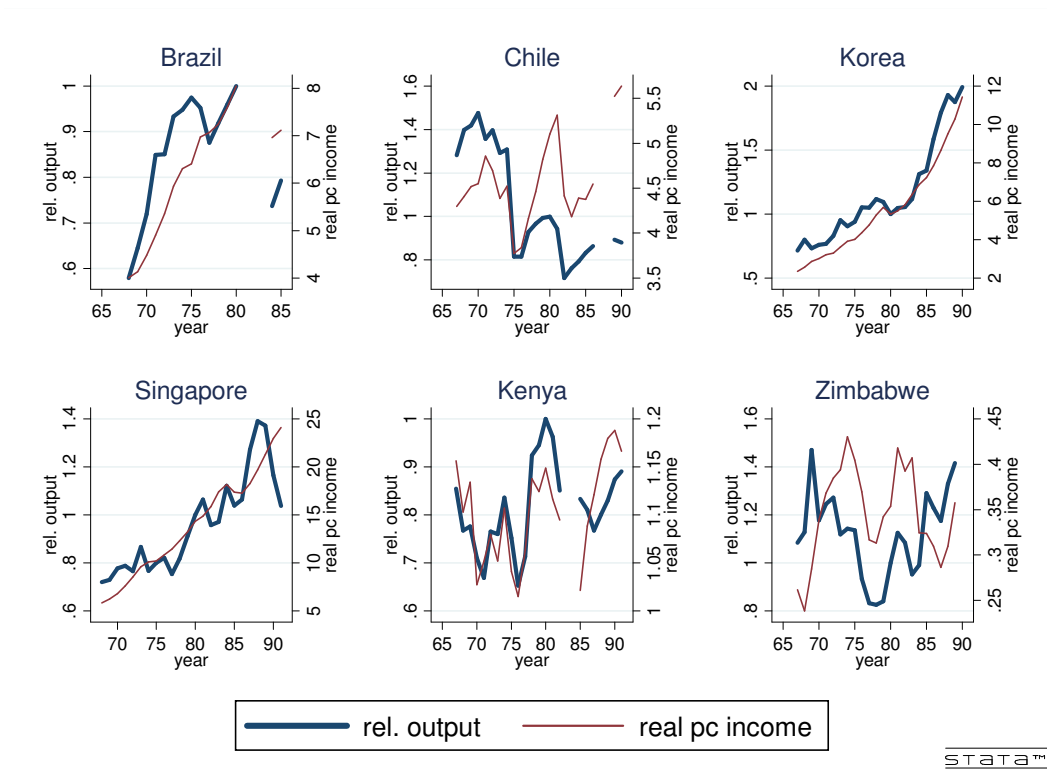 Brazil
rel. output
.6 .7 .8 .9 1
4 5 6 7 8
real pc income
65 70 75 80 85
year
Chile
rel. output
.8 1 1.2 1.4 1.6
3.5 4 4.5 5 5.5
real pc income
65 70 75 80 85 90
year
Korea
rel. output
.5 1 1.5 2
2 4 6 8 10 12
real pc income
65 70 75 80 85 90
year
Singapore
rel. output
.6 .8 1 1.2 1.4
5 10 15 20 25
real pc income
70 75 80 85 90
year
Kenya
rel. output
.6 .7 .8 .9 1
1 1.05 1.1 1.15 1.2
real pc income
65 70 75 80 85 90
year
Zimbabwe
rel. output
.8 1 1.2 1.4 1.6
.25 .3 .35 .4 .45
real pc income
65 70 75 80 85 90
year
rel. output real pc income
STATA™